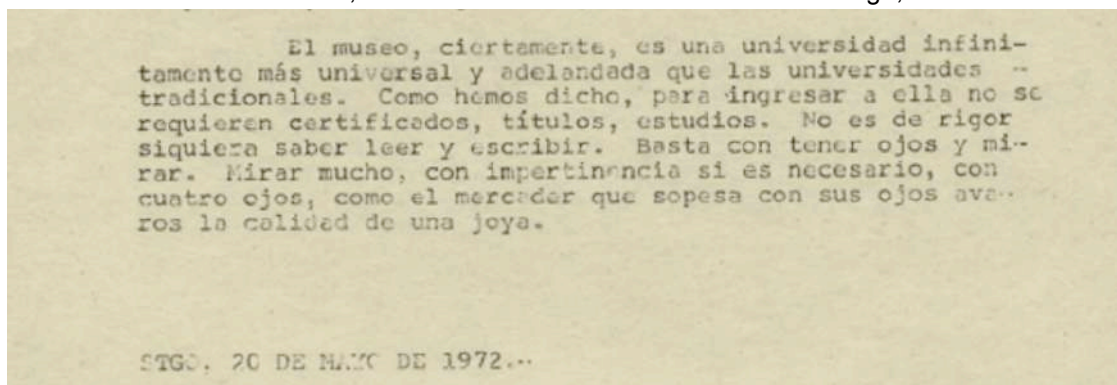 El museo, ciertamente, es una universidad infini-
tamente más universal y adelandada que las universidades --
tradicionales. Como hemos dicho, para ingresar a ella no se
requieren certificados, títulos, estudios. No es de rigor
siquiera saber leer y escribir. Basta con tener ojos y mi--
rar. Mirar mucho, con impertinencia si es necesario, con
cuatro ojos, como el mercader que sopesa con sus ojos ava--
ros la calidad de una joya.
STGO, 20 DE MAYO DE 1972.--